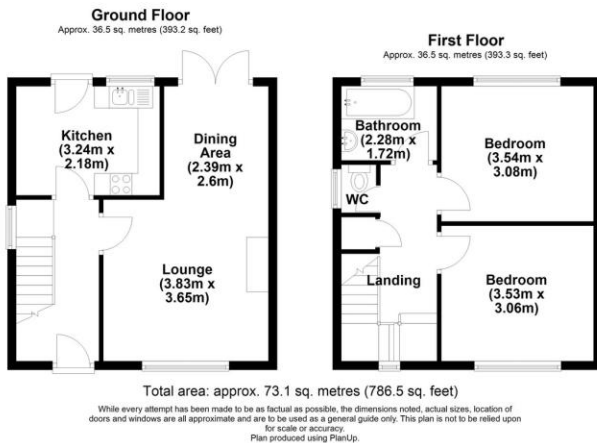 Ground Floor
Approx. 36.5 sq. metres (393.2 sq. feet)
Kitchen
(3.24m x
2.18m)
Dining
Area
(2.39m x
2.6m)
Lounge
(3.83m x
3.65m)
First Floor
Approx. 36.5 sq. metres (393.3 sq. feet)
Bathroom
(2.28m x
1.72m)
Bedroom
(3.54m x
3.08m)
WC
Landing
Bedroom
(3.53m x
3.06m)
Total area: approx. 73.1 sq. metres (786.5 sq. feet)
While every attempt has been made to be as factual as possible, the dimensions noted, actual sizes, location of
doors and windows are all approximate and are to be used as a general guide only. This plan is not to be relied upon
for scale or accuracy.
Plan produced using PlanUp.